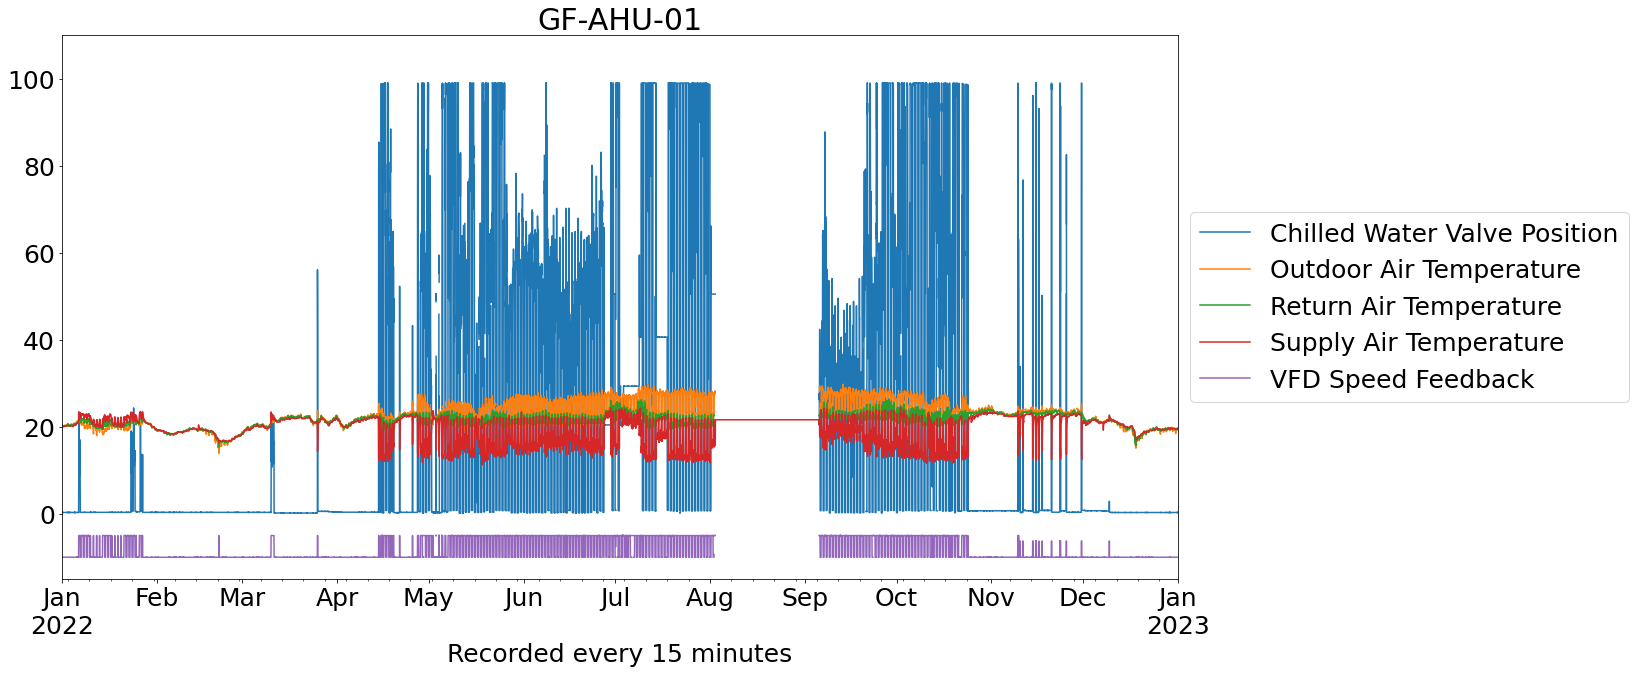 GF-AHU-01
100
80
60
40
20
0
Jan Feb Mar Apr May Jun Jul Aug Sep Oct Nov Dec Jan
2022 2023
Recorded every 15 minutes
Chilled Water Valve Position
Outdoor Air Temperature
Return Air Temperature
Supply Air Temperature
VFD Speed Feedback